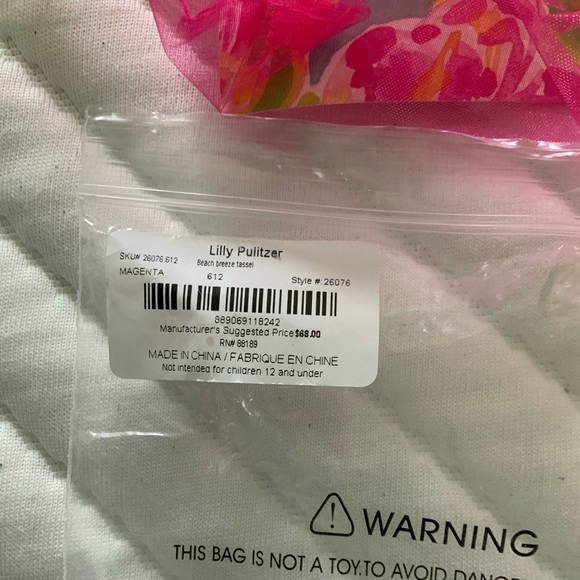 Lilly Pulitzer
SKU# 26076 612 Beach breeze tassel
MAGENTA 612 Style #: 26076
889069118242
Manufacturer's Suggested Price $68.00
RN# 88189
MADE IN CHINA / FABRIQUE EN CHINE
Not intended for children 12 and under
WARNING
THIS BAG IS NOT A TOY.TO AVOID